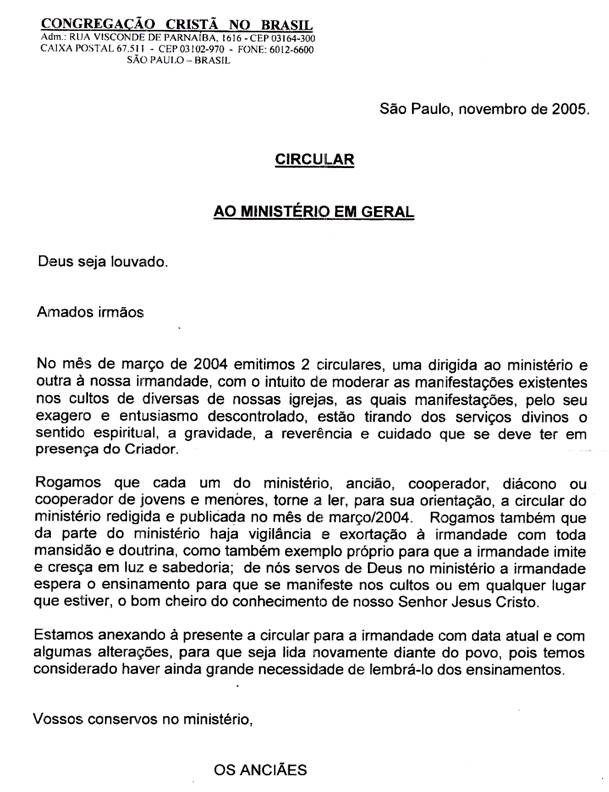 CONGREGAÇÃO CRISTÃ NO BRASIL
Adm.: RUA VISCONDE DE PARNAÍBA, 1616 - CEP 03164-300
CAIXA POSTAL 67.511 - CEP 03102-970 - FONE: 6012-6600
SÃO PAULO – BRASIL
São Paulo, novembro de 2005.
CIRCULAR
AO MINISTÉRIO EM GERAL
Deus seja louvado.
Amados irmãos
No mês de março de 2004 emitimos 2 circulares, uma dirigida ao ministério e
outra à nossa irmandade, com o intuito de moderar as manifestações existentes
nos cultos de diversas de nossas igrejas, as quais manifestações, pelo seu
exagero e entusiasmo descontrolado, estão tirando dos serviços divinos o
sentido espiritual, a gravidade, a reverência e cuidado que se deve ter em
presença do Criador.
Rogamos que cada um do ministério, ancião, cooperador, diácono ou
cooperador de jovens e menores, torne a ler, para sua orientação, a circular do
ministério redigida e publicada no mês de março/2004. Rogamos também que
da parte do ministério haja vigilância e exortação à irmandade com toda
mansidão e doutrina, como também exemplo próprio para que a irmandade imite
e cresça em luz e sabedoria; de nós servos de Deus no ministério a irmandade
espera o ensinamento para que se manifeste nos cultos ou em qualquer lugar
que estiver, o bom cheiro do conhecimento de nosso Senhor Jesus Cristo.
Estamos anexando à presente a circular para a irmandade com data atual e com
algumas alterações, para que seja lida novamente diante do povo, pois temos
considerado haver ainda grande necessidade de lembrá-lo dos ensinamentos.
Vossos conservos no ministério,
OS ANCIÃES